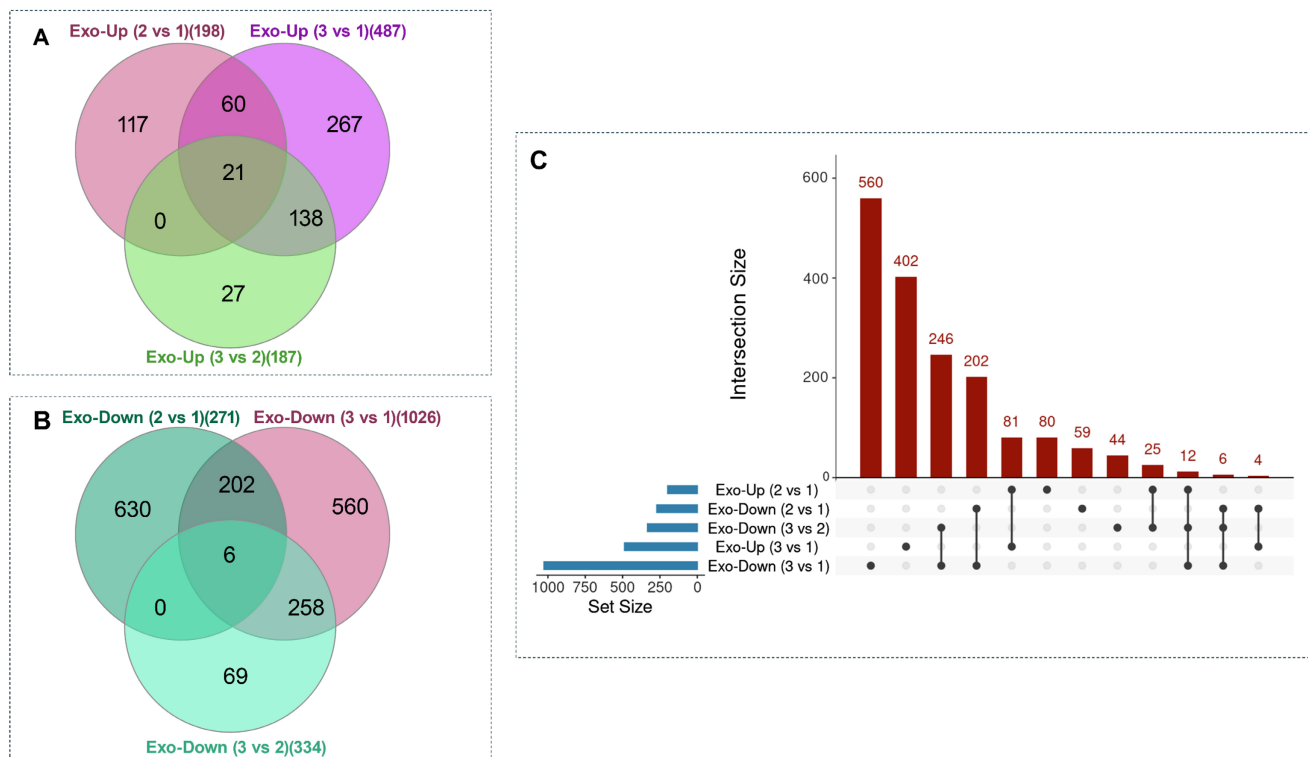 A
Exo-Up (2 vs 1)(198)
Exo-Up (3 vs 1)(487)
117
60
267
21
0
138
27
Exo-Up (3 vs 2)(187)
B
Exo-Down (2 vs 1)(271)
Exo-Down (3 vs 1)(1026)
630
202
560
6
0
258
69
Exo-Down (3 vs 2)(334)
C
Intersection Size
600
400
200
0
560
402
246
202
81
80
59
44
25
12
6
4
Exo-Up (2 vs 1)
Exo-Down (2 vs 1)
Exo-Down (3 vs 2)
Exo-Up (3 vs 1)
Exo-Down (3 vs 1)
1000 750 500 250 0
Set Size